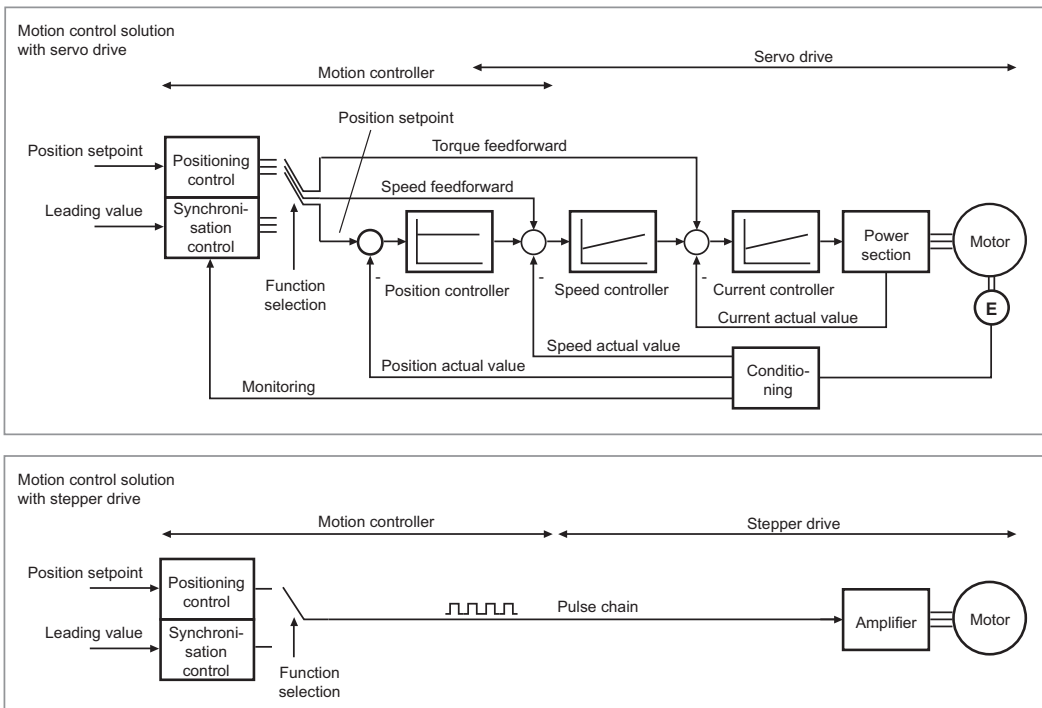 Motion control solution
with servo drive
Motion controller
Servo drive
Position setpoint
Position setpoint
Leading value
Positioning
control
Synchroni-
sation
control
Function
selection
Torque feedforward
Speed feedforward
-
Position controller
-
Speed controller
-
Current controller
Power
section
Motor
E
Current actual value
Speed actual value
Position actual value
Monitoring
Conditio-
ning
Motion control solution
with stepper drive
Motion controller
Stepper drive
Position setpoint
Leading value
Positioning
control
Synchroni-
sation
control
Function
selection
Pulse chain
Amplifier
Motor